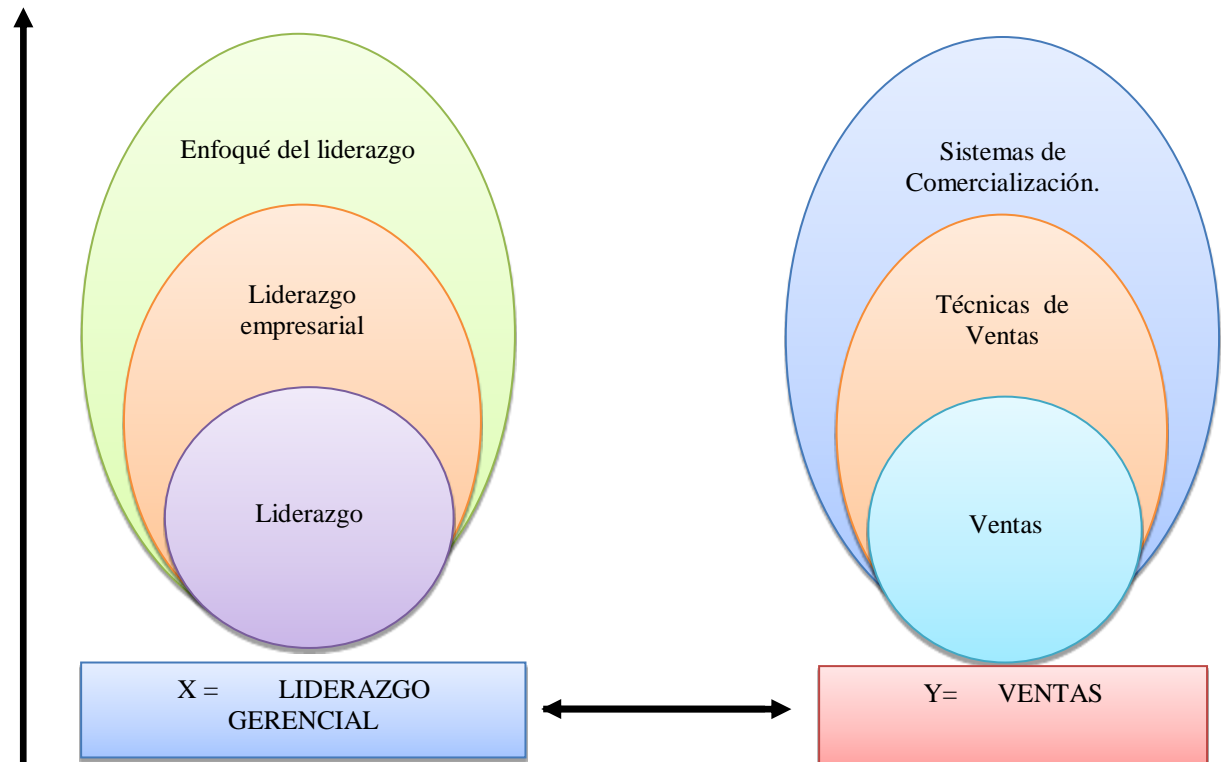 Enfoqué del liderazgo
Liderazgo
empresarial
Liderazgo
X = LIDERAZGO
GERENCIAL
Sistemas de
Comercialización.
Técnicas de
Ventas
Ventas
Y= VENTAS